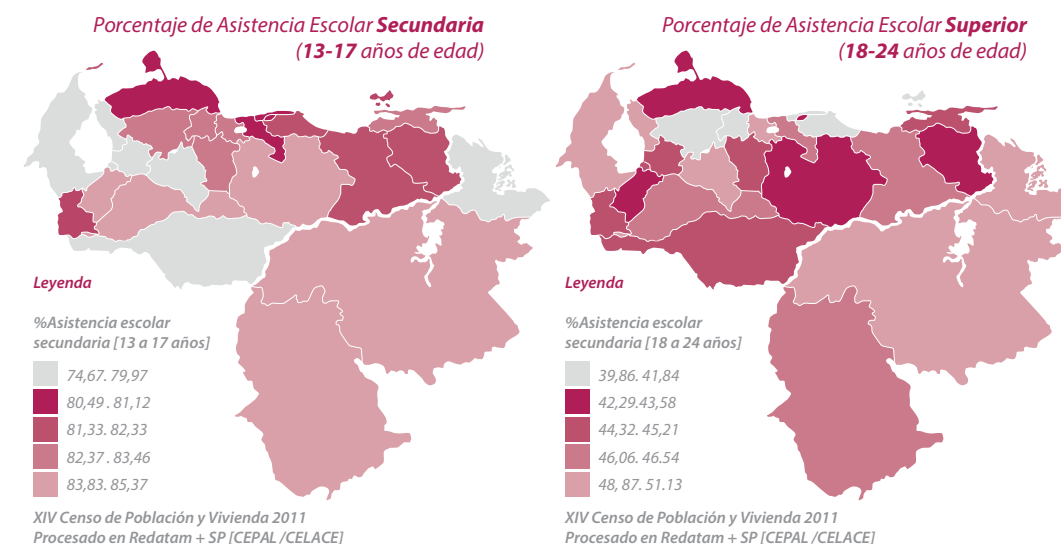 Porcentaje de Asistencia Escolar Secundaria
(13-17 años de edad)
Leyenda
%Asistencia escolar
secundaria [13 a 17 años]
74,67. 79,97
80,49 . 81,12
81,33. 82,33
82,37 . 83,46
83,83. 85,37
XIV Censo de Población y Vivienda 2011
Procesado en Redatam + SP [CEPAL /CELACE]
Porcentaje de Asistencia Escolar Superior
(18-24 años de edad)
Leyenda
%Asistencia escolar
secundaria [18 a 24 años]
39,86. 41,84
42,29.43,58
44,32. 45,21
46,06. 46.54
48, 87. 51.13
XIV Censo de Población y Vivienda 2011
Procesado en Redatam + SP [CEPAL /CELACE]